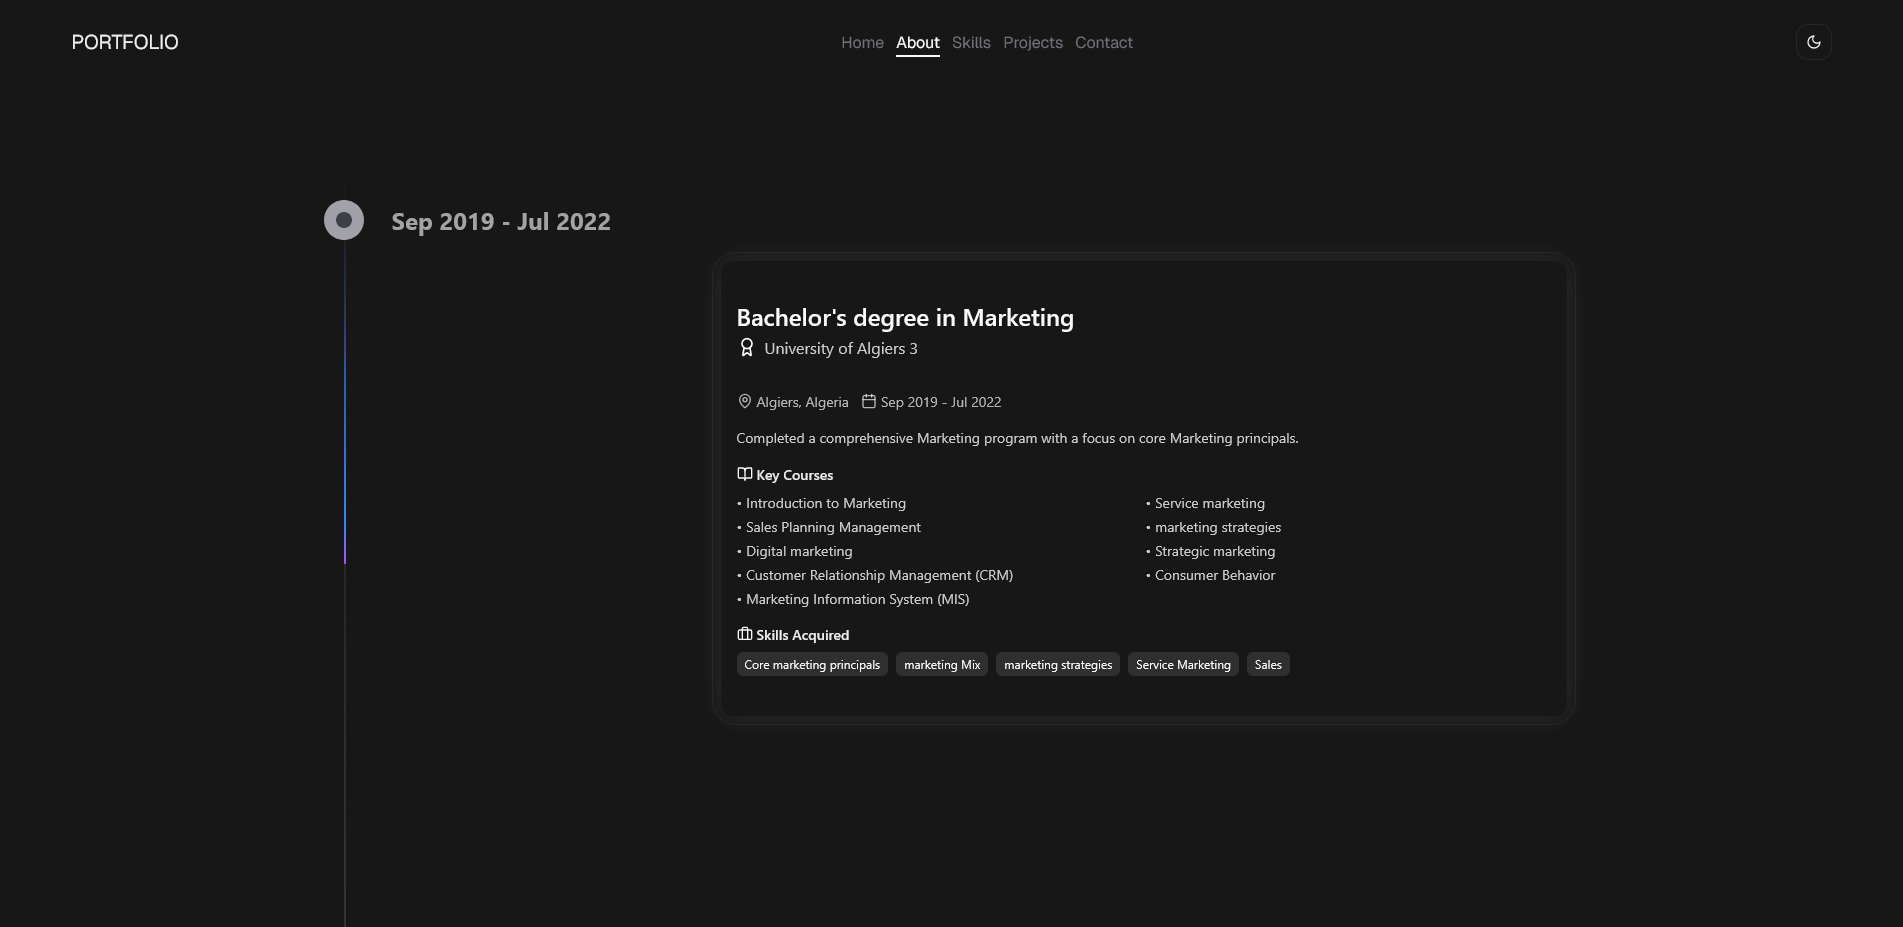 PORTFOLIO
Home About Skills Projects Contact
Sep 2019 - Jul 2022
Bachelor's degree in Marketing
University of Algiers 3
Algiers, Algeria Sep 2019 - Jul 2022
Completed a comprehensive Marketing program with a focus on core Marketing principals.
Key Courses
• Introduction to Marketing
• Sales Planning Management
• Digital marketing
• Customer Relationship Management (CRM)
• Marketing Information System (MIS)
• Service marketing
• marketing strategies
• Strategic marketing
• Consumer Behavior
Skills Acquired
Core marketing principals marketing Mix marketing strategies Service Marketing Sales